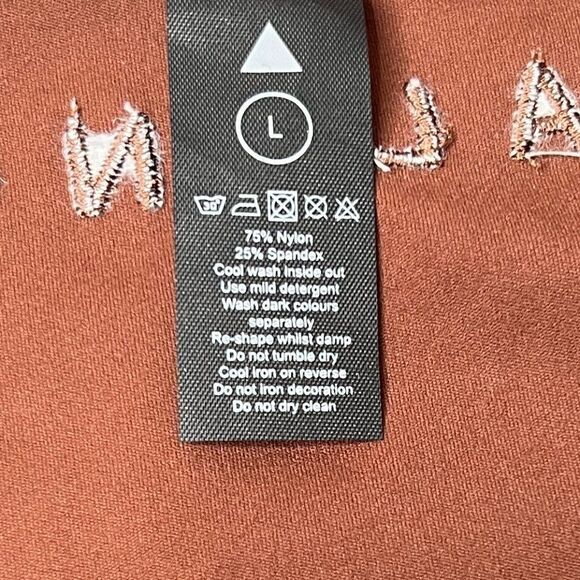 L
30°
75% Nylon
25% Spandex
Cool wash inside out
Use mild detergent
Wash dark colours
separately
Re-shape whilst damp
Do not tumble dry
Cool iron on reverse
Do not iron decoration
Do not dry clean